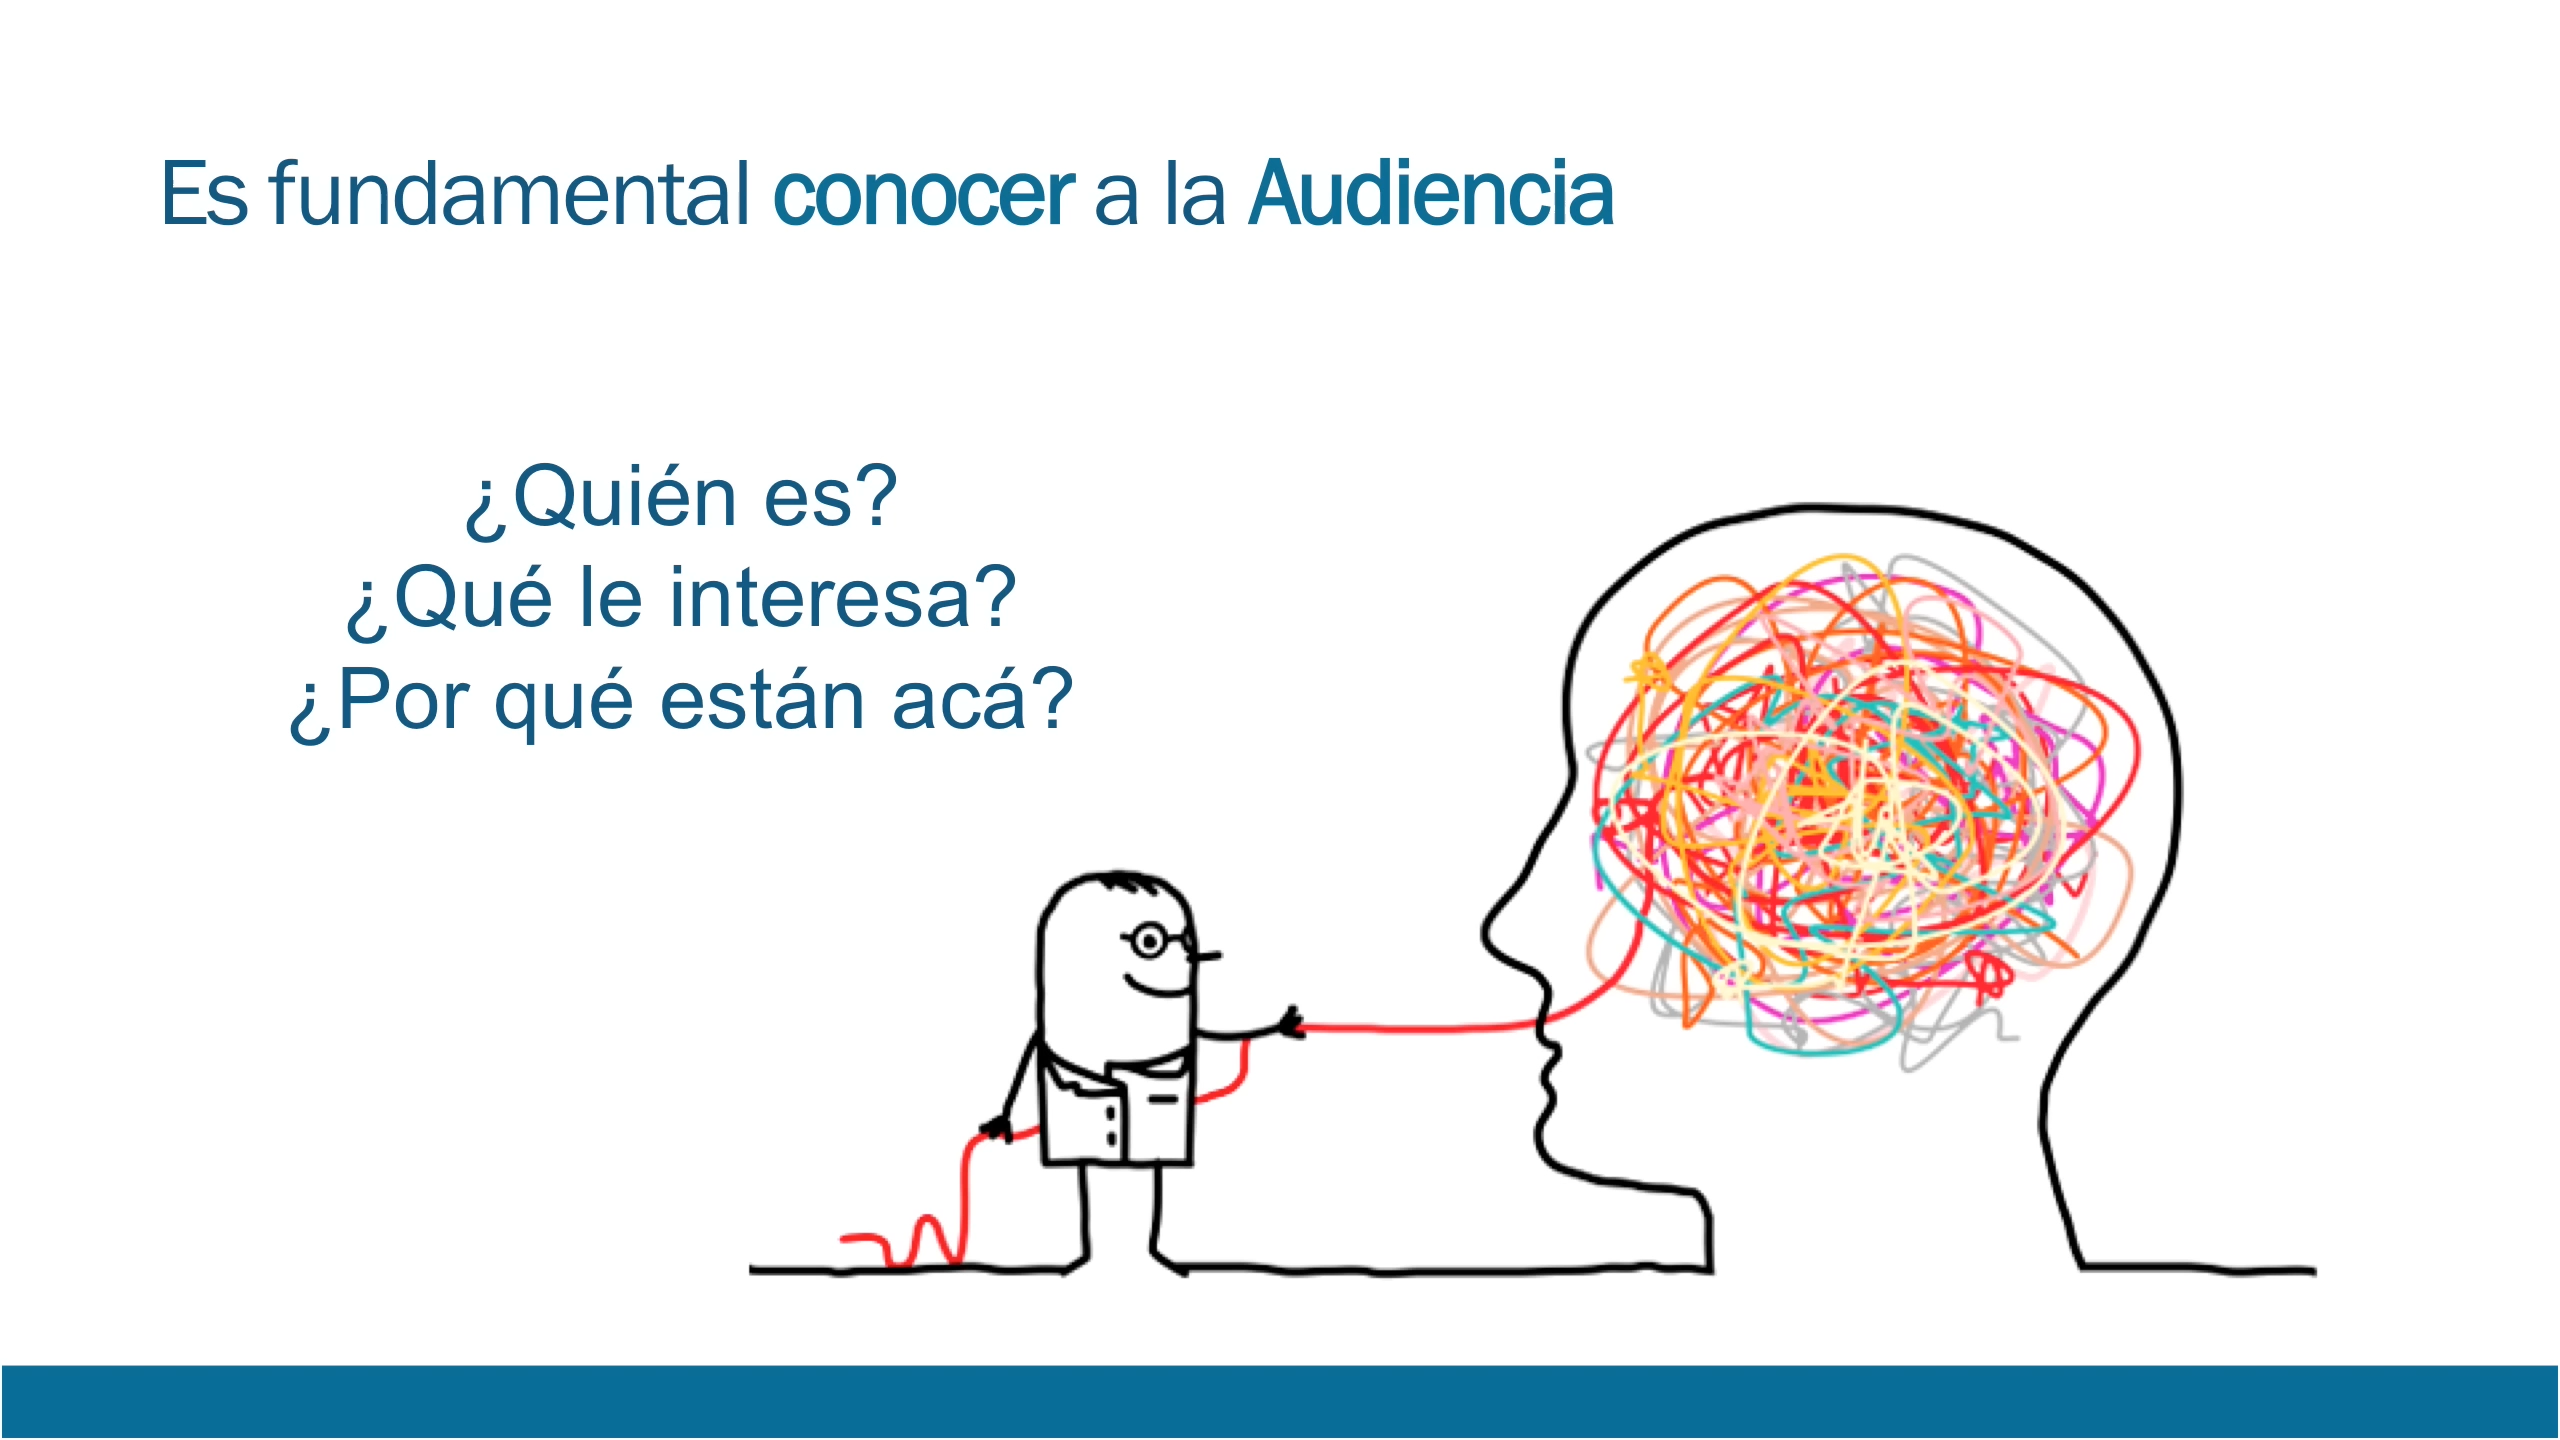 Es fundamental conocer a la Audiencia
¿Quién es?
¿Qué le interesa?
¿Por qué están acá?